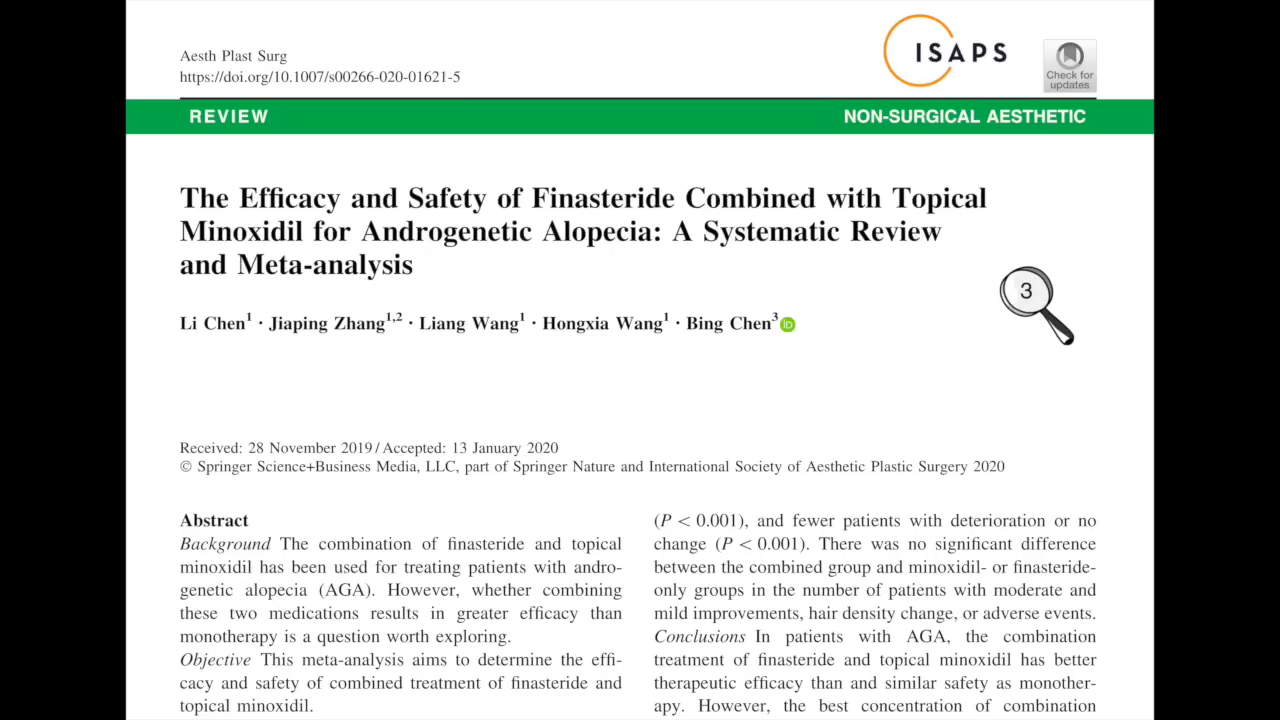 Aesth Plast Surg
https://doi.org/10.1007/s00266-020-01621-5
ISAPS
Check for
updates
REVIEW
NON-SURGICAL AESTHETIC
The Efficacy and Safety of Finasteride Combined with Topical
Minoxidil for Androgenetic Alopecia: A Systematic Review
and Meta-analysis
3
Li Chen1 · Jiaping Zhang1,2 · Liang Wang1 · Hongxia Wang1 · Bing Chen3 iD
Received: 28 November 2019 / Accepted: 13 January 2020
© Springer Science+Business Media, LLC, part of Springer Nature and International Society of Aesthetic Plastic Surgery 2020
Abstract
Background The combination of finasteride and topical
minoxidil has been used for treating patients with andro-
genetic alopecia (AGA). However, whether combining
these two medications results in greater efficacy than
monotherapy is a question worth exploring.
Objective This meta-analysis aims to determine the effi-
cacy and safety of combined treatment of finasteride and
topical minoxidil.
(P < 0.001), and fewer patients with deterioration or no
change (P < 0.001). There was no significant difference
between the combined group and minoxidil- or finasteride-
only groups in the number of patients with moderate and
mild improvements, hair density change, or adverse events.
Conclusions In patients with AGA, the combination
treatment of finasteride and topical minoxidil has better
therapeutic efficacy than and similar safety as monother-
apy. However, the best concentration of combination